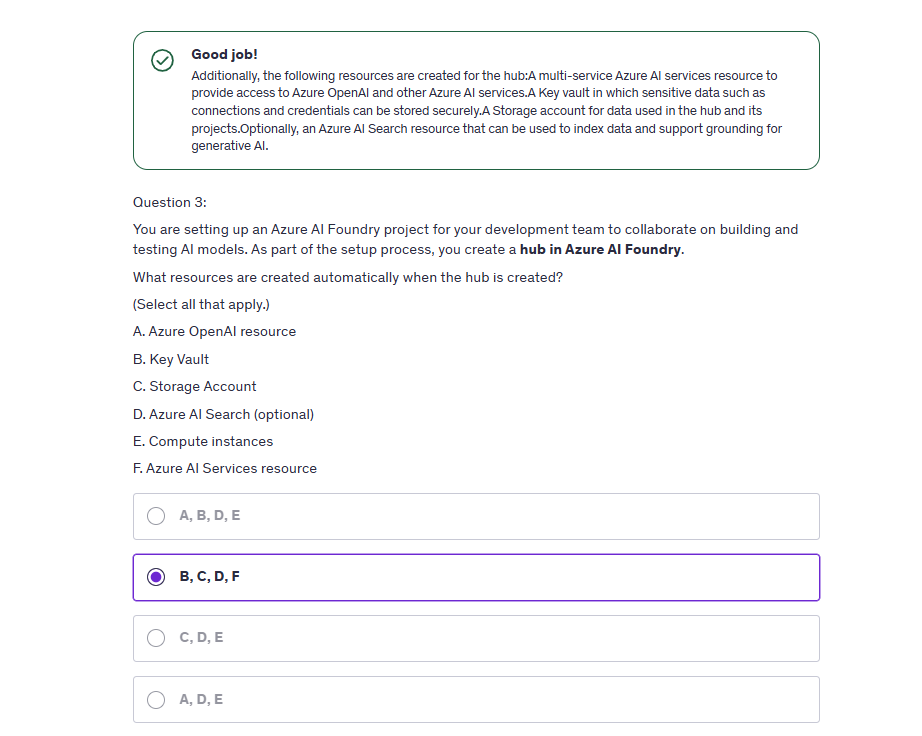 Good job!
Additionally, the following resources are created for the hub:A multi-service Azure AI services resource to
provide access to Azure OpenAI and other Azure AI services.A Key vault in which sensitive data such as
connections and credentials can be stored securely.A Storage account for data used in the hub and its
projects.Optionally, an Azure AI Search resource that can be used to index data and support grounding for
generative AI.
Question 3:
You are setting up an Azure AI Foundry project for your development team to collaborate on building and
testing AI models. As part of the setup process, you create a hub in Azure AI Foundry.
What resources are created automatically when the hub is created?
(Select all that apply.)
A. Azure OpenAI resource
B. Key Vault
C. Storage Account
D. Azure AI Search (optional)
E. Compute instances
F. Azure AI Services resource
A, B, D, E
B, C, D, F
C, D, E
A, D, E